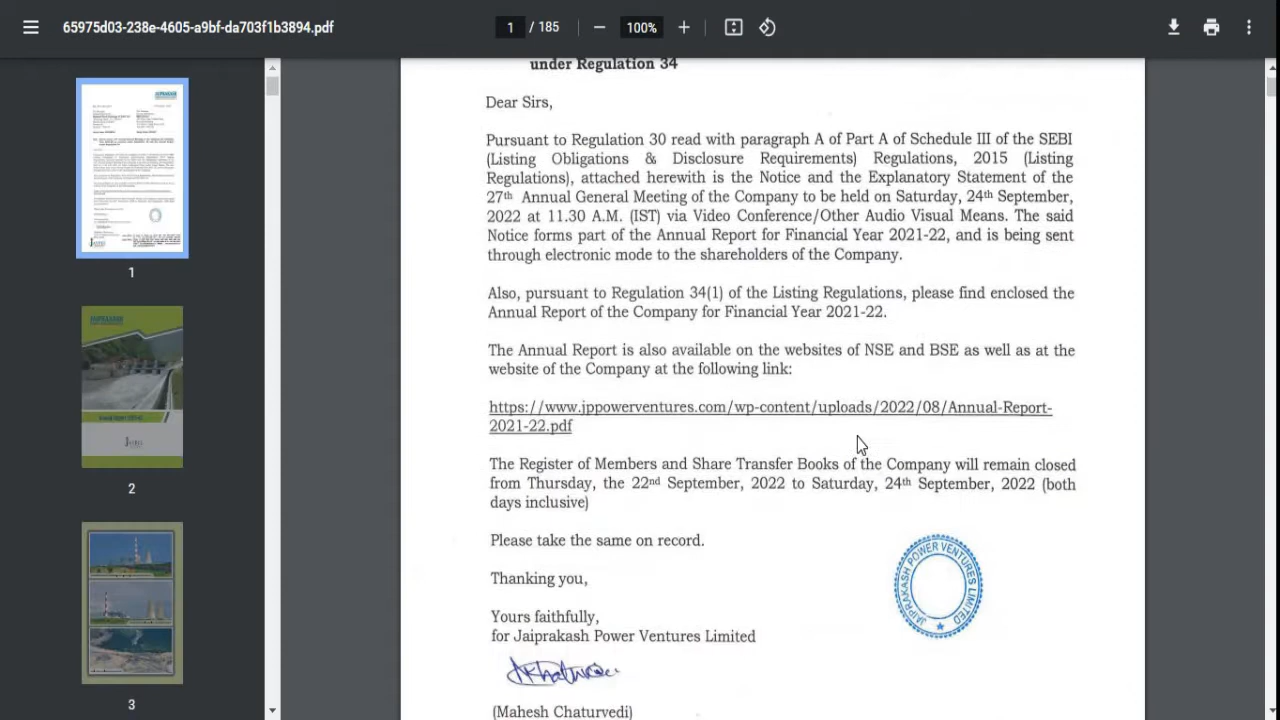 65975d03-238e-4605-a9bf-da703f1b3894.pdf
1 / 185
100%
under Regulation 34
Dear Sirs,
Pursuant to Regulation 30 read with paragraph A of Part A of Schedule III of the SEBI
(Listing Obligations & Disclosure Requirements) Regulations, 2015 (Listing
Regulations) attached herewith is the Notice and the Explanatory Statement of the
27th Annual General Meeting of the Company to be held on Saturday, 24th September,
2022 at 11.30 A.M. (IST) via Video Conference/Other Audio Visual Means. The said
Notice forms part of the Annual Report for Financial Year 2021-22, and is being sent
through electronic mode to the shareholders of the Company.
Also, pursuant to Regulation 34(1) of the Listing Regulations, please find enclosed the
Annual Report of the Company for Financial Year 2021-22.
The Annual Report is also available on the websites of NSE and BSE as well as at the
website of the Company at the following link:
https://www.jppowerventures.com/wp-content/uploads/2022/08/Annual-Report-
2021-22.pdf
The Register of Members and Share Transfer Books of the Company will remain closed
from Thursday, the 22nd September, 2022 to Saturday, 24th September, 2022 (both
days inclusive)
Please take the same on record.
Thanking you,
Yours faithfully,
for Jaiprakash Power Ventures Limited
(Mahesh Chaturvedi)
JAIPRAKASH POWER VENTURES LIMITED
JAIPRAKASH
1
JAIPRAKASH
2
3